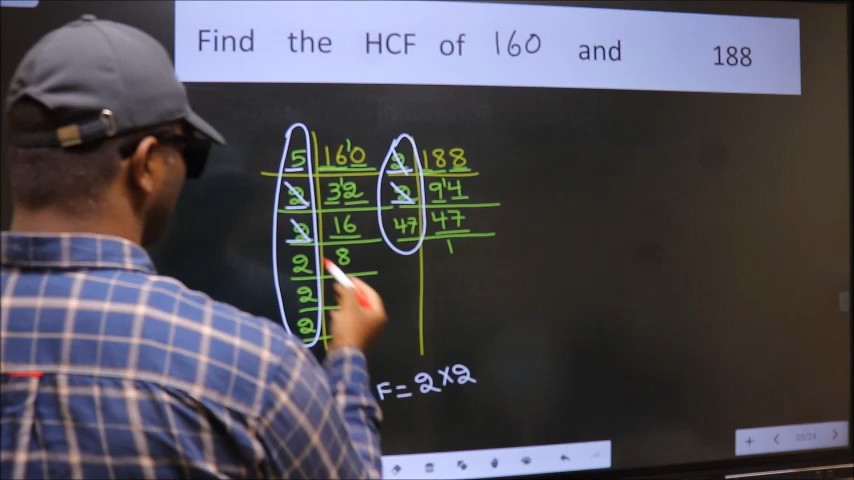 Find the HCF of 160 and 188
5 160 2 188
2 32 2 94
2 16 47 47
2 8 1
2
2
F = 2 × 2